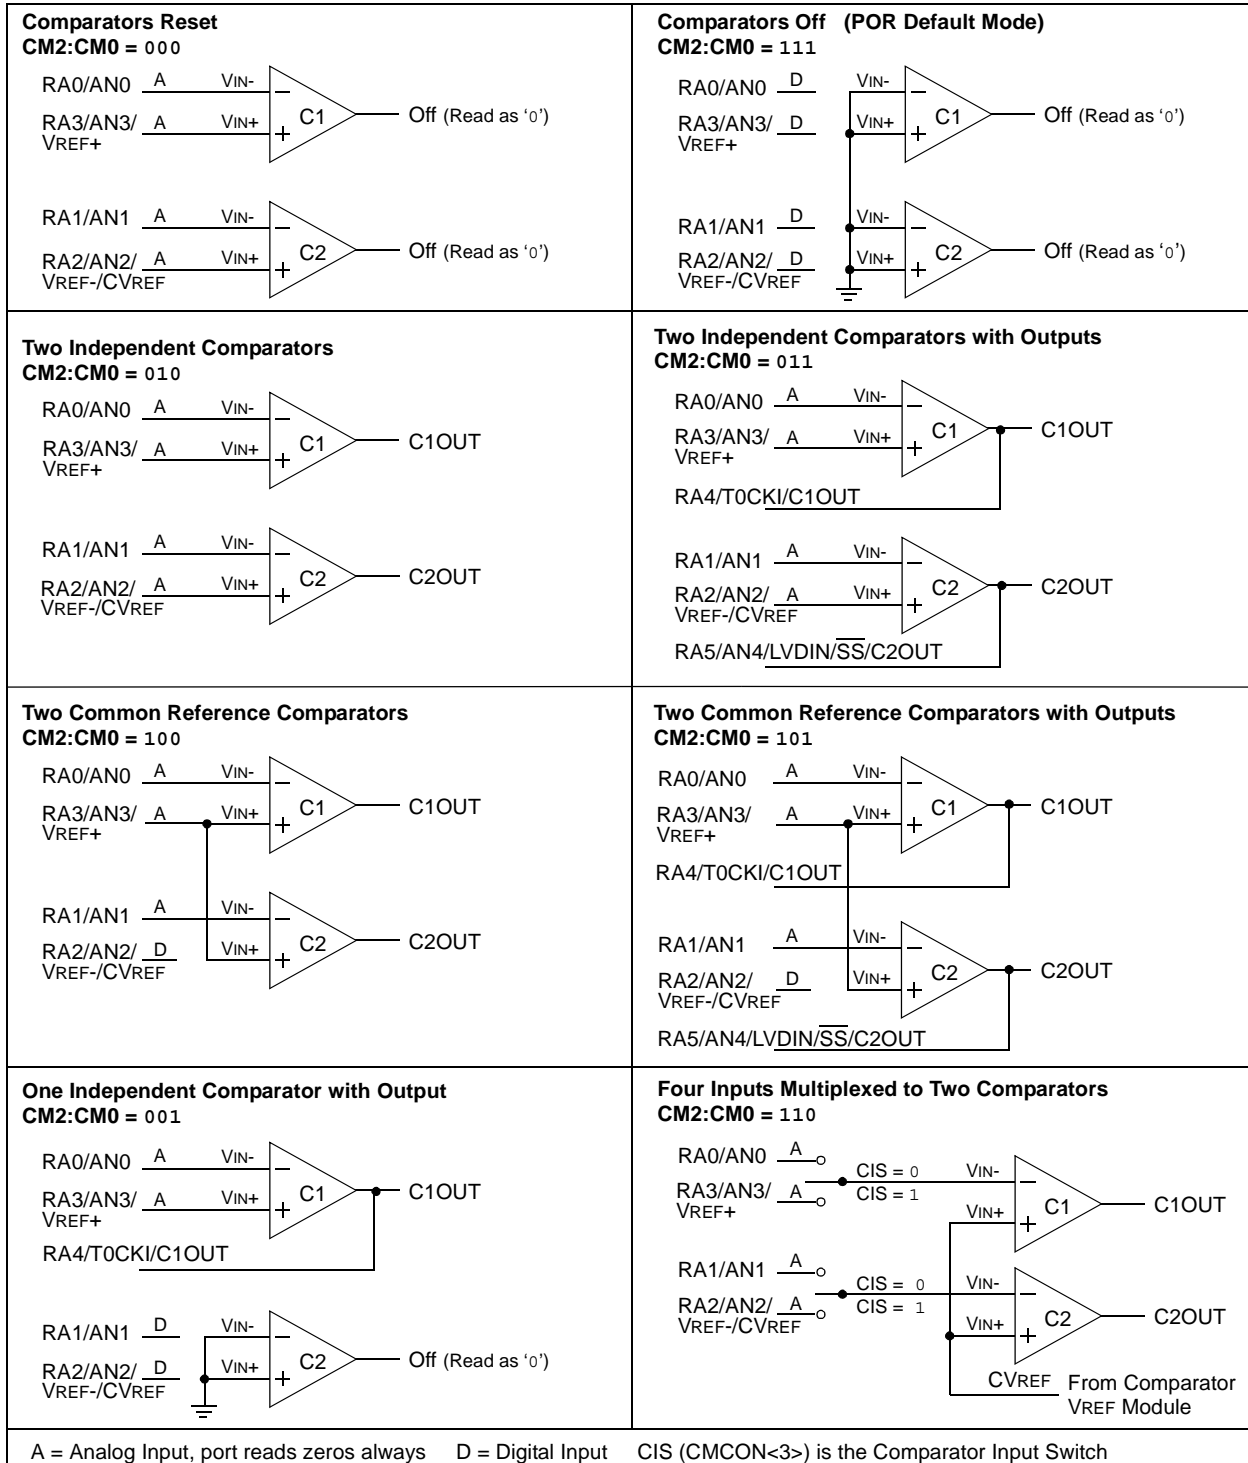 Comparators Reset
CM2:CM0 = 000
RA0/AN0 A VIN-
RA3/AN3/ A VIN+
VREF+
C1
Off (Read as ‘0’)
RA1/AN1 A VIN-
RA2/AN2/ A VIN+
VREF-/CVREF
C2
Off (Read as ‘0’)
Comparators Off (POR Default Mode)
CM2:CM0 = 111
RA0/AN0 D VIN-
RA3/AN3/ D VIN+
VREF+
C1
Off (Read as ‘0’)
RA1/AN1 D VIN-
RA2/AN2/ D VIN+
VREF-/CVREF
C2
Off (Read as ‘0’)
Two Independent Comparators
CM2:CM0 = 010
RA0/AN0 A VIN-
RA3/AN3/ A VIN+
VREF+
C1
C1OUT
RA1/AN1 A VIN-
RA2/AN2/ A VIN+
VREF-/CVREF
C2
C2OUT
Two Independent Comparators with Outputs
CM2:CM0 = 011
RA0/AN0 A VIN-
RA3/AN3/ A VIN+
VREF+
C1
C1OUT
RA4/T0CKI/C1OUT
RA1/AN1 A VIN-
RA2/AN2/ A VIN+
VREF-/CVREF
C2
C2OUT
RA5/AN4/LVDIN/SS/C2OUT
Two Common Reference Comparators
CM2:CM0 = 100
RA0/AN0 A VIN-
RA3/AN3/ A VIN+
VREF+
C1
C1OUT
RA1/AN1 A VIN-
RA2/AN2/ D VIN+
VREF-/CVREF
C2
C2OUT
Two Common Reference Comparators with Outputs
CM2:CM0 = 101
RA0/AN0 A VIN-
RA3/AN3/ A VIN+
VREF+
C1
C1OUT
RA4/T0CKI/C1OUT
RA1/AN1 A VIN-
RA2/AN2/ D VIN+
VREF-/CVREF
C2
C2OUT
RA5/AN4/LVDIN/SS/C2OUT
One Independent Comparator with Output
CM2:CM0 = 001
RA0/AN0 A VIN-
RA3/AN3/ A VIN+
VREF+
C1
C1OUT
RA4/T0CKI/C1OUT
RA1/AN1 D VIN-
RA2/AN2/ D VIN+
VREF-/CVREF
C2
Off (Read as ‘0’)
Four Inputs Multiplexed to Two Comparators
CM2:CM0 = 110
RA0/AN0 A
CIS = 0 VIN-
RA3/AN3/ A CIS = 1
VREF+
VIN+
C1
C1OUT
RA1/AN1 A
CIS = 0 VIN-
RA2/AN2/ A CIS = 1
VREF-/CVREF
VIN+
C2
C2OUT
CVREF From Comparator
VREF Module
A = Analog Input, port reads zeros always D = Digital Input CIS (CMCON<3>) is the Comparator Input Switch